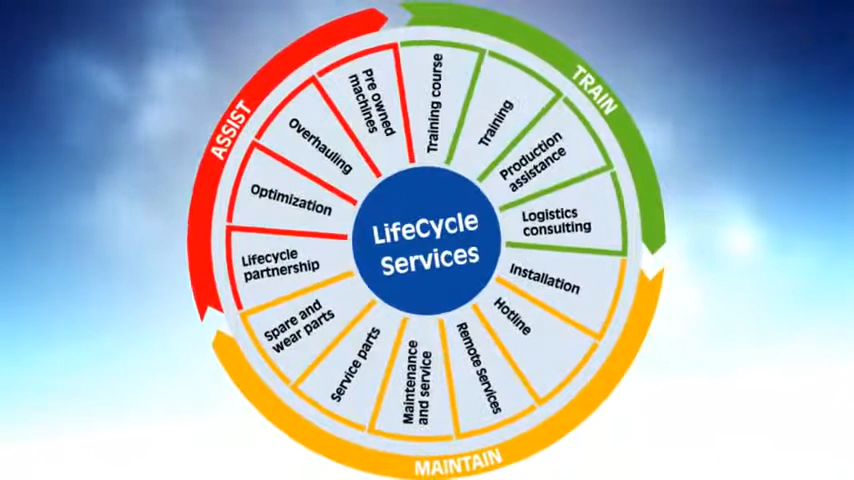 LifeCycle
Services
TRAIN
Training course
Training
Production
assistance
Logistics
consulting
MAINTAIN
Installation
Hotline
Remote Services
Maintenance
and service
Service parts
Spare and
wear parts
ASSIST
Lifecycle
partnership
Optimization
Overhauling
Pre owned
machines